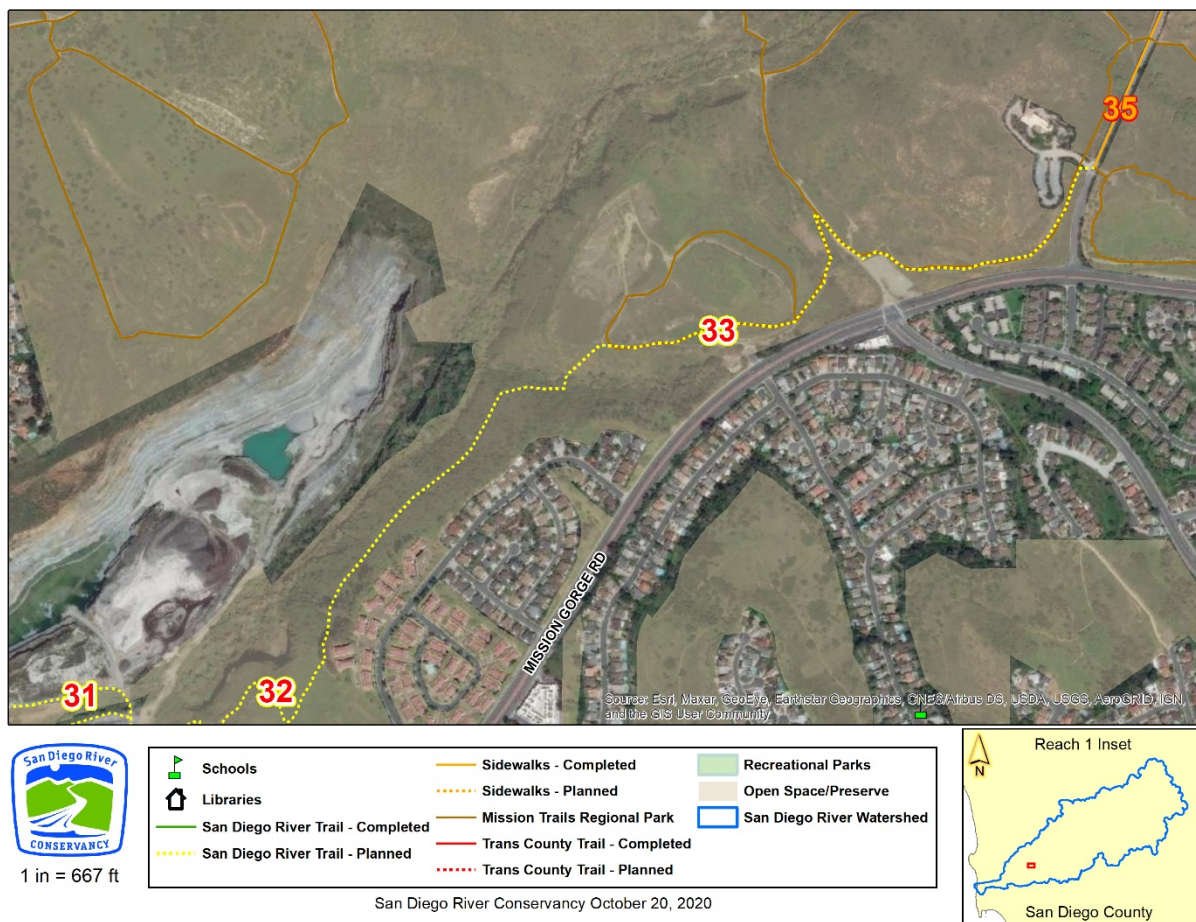 35
33
MISSION GORGE RD
31
32
Source: Esri, Maxar, GeoEye, Earthstar Geographics, CNES/Airbus DS, USDA, USGS, AeroGRID, IGN,
and the GIS User Community
San Diego River
CONSERVANCY
1 in = 667 ft
Schools
Libraries
San Diego River Trail - Completed
San Diego River Trail - Planned
Sidewalks - Completed
Sidewalks - Planned
Mission Trails Regional Park
Trans County Trail - Completed
Trans County Trail - Planned
Recreational Parks
Open Space/Preserve
San Diego River Watershed
San Diego River Conservancy October 20, 2020
N
Reach 1 Inset
San Diego County